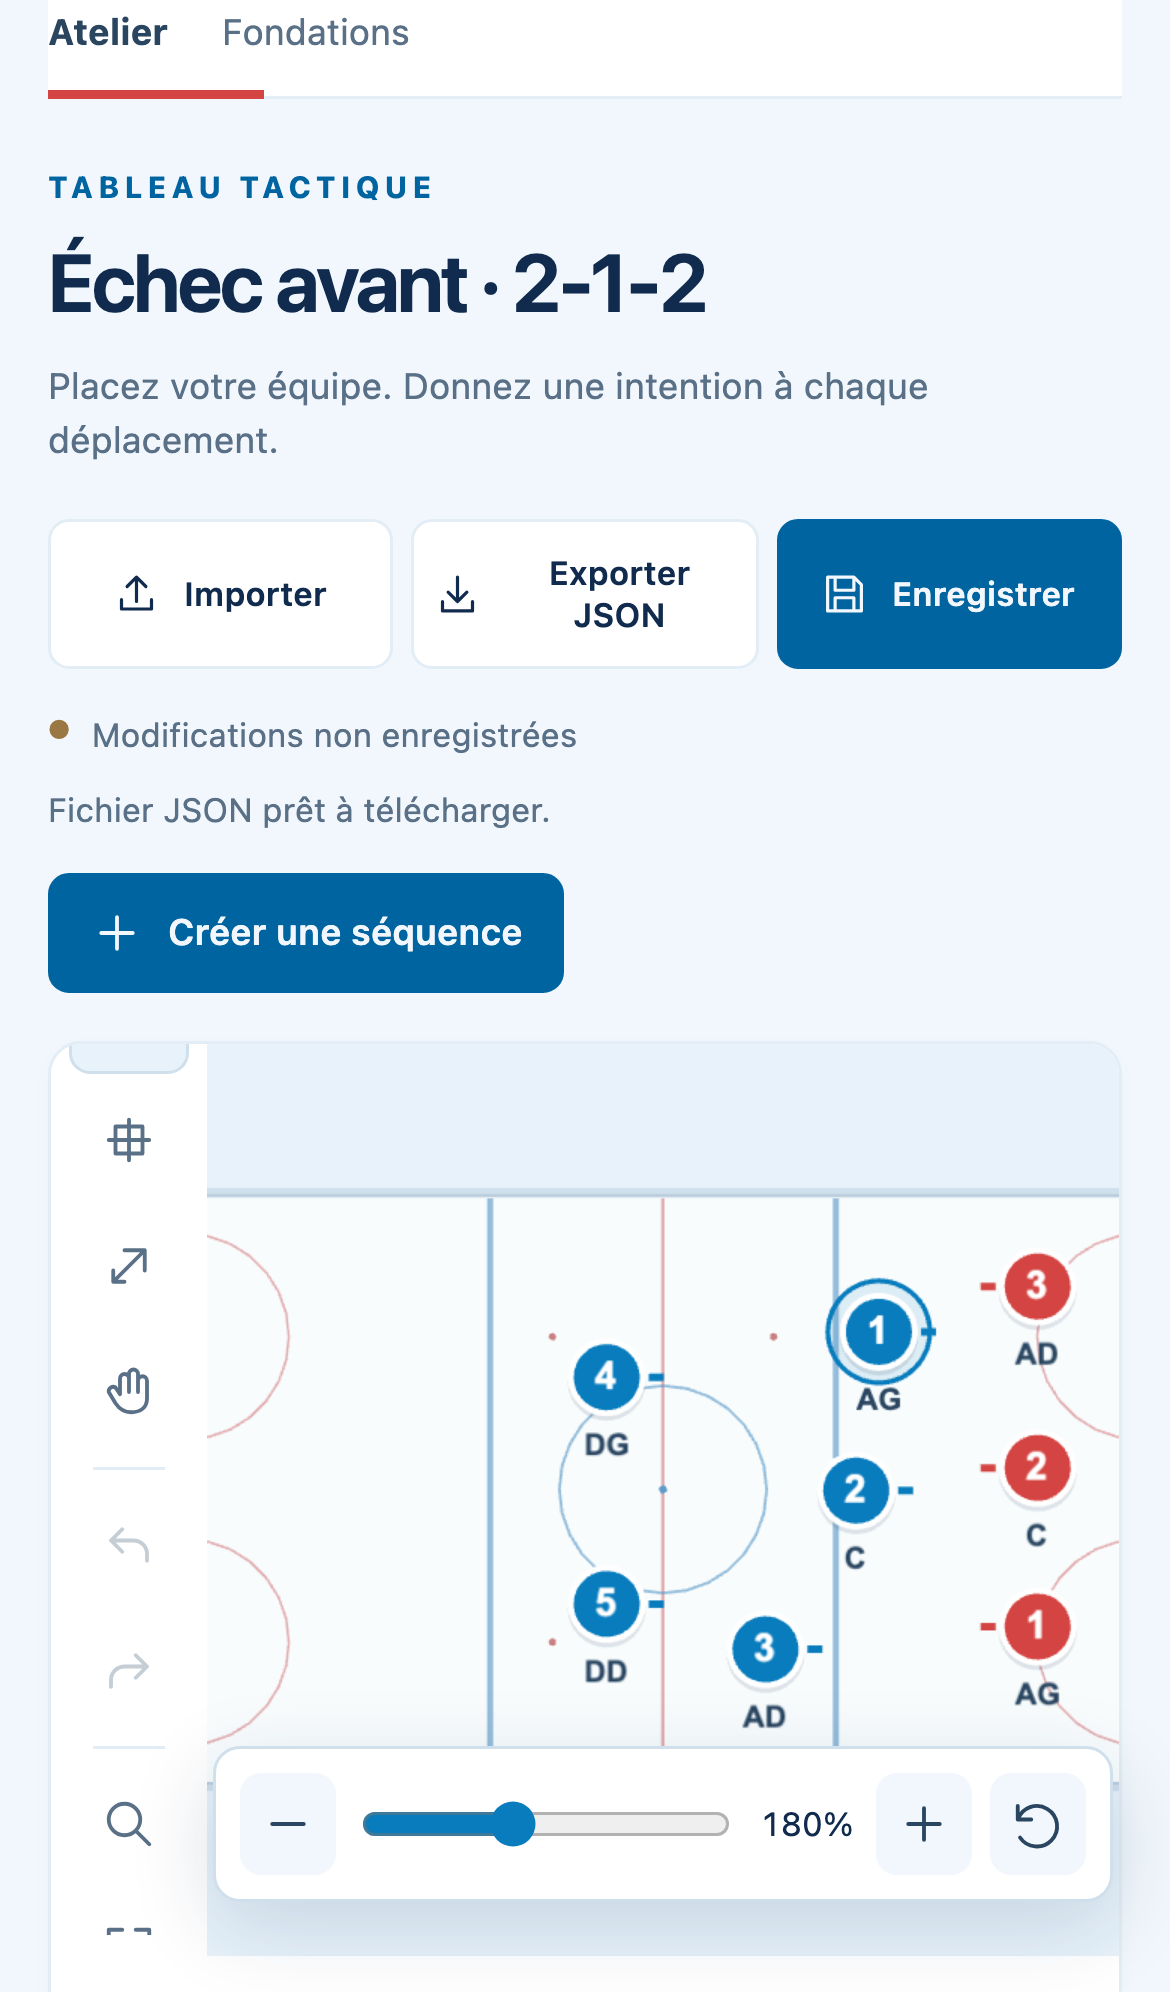 Atelier Fondations
TABLEAU TACTIQUE
Échec avant · 2-1-2
Placez votre équipe. Donnez une intention à chaque
déplacement.
Importer
Exporter
JSON
Enregistrer
Modifications non enregistrées
Fichier JSON prêt à télécharger.
Créer une séquence
3
AD
1
AG
4
DG
2
C
2
C
5
DD
3
AD
1
AG
180%